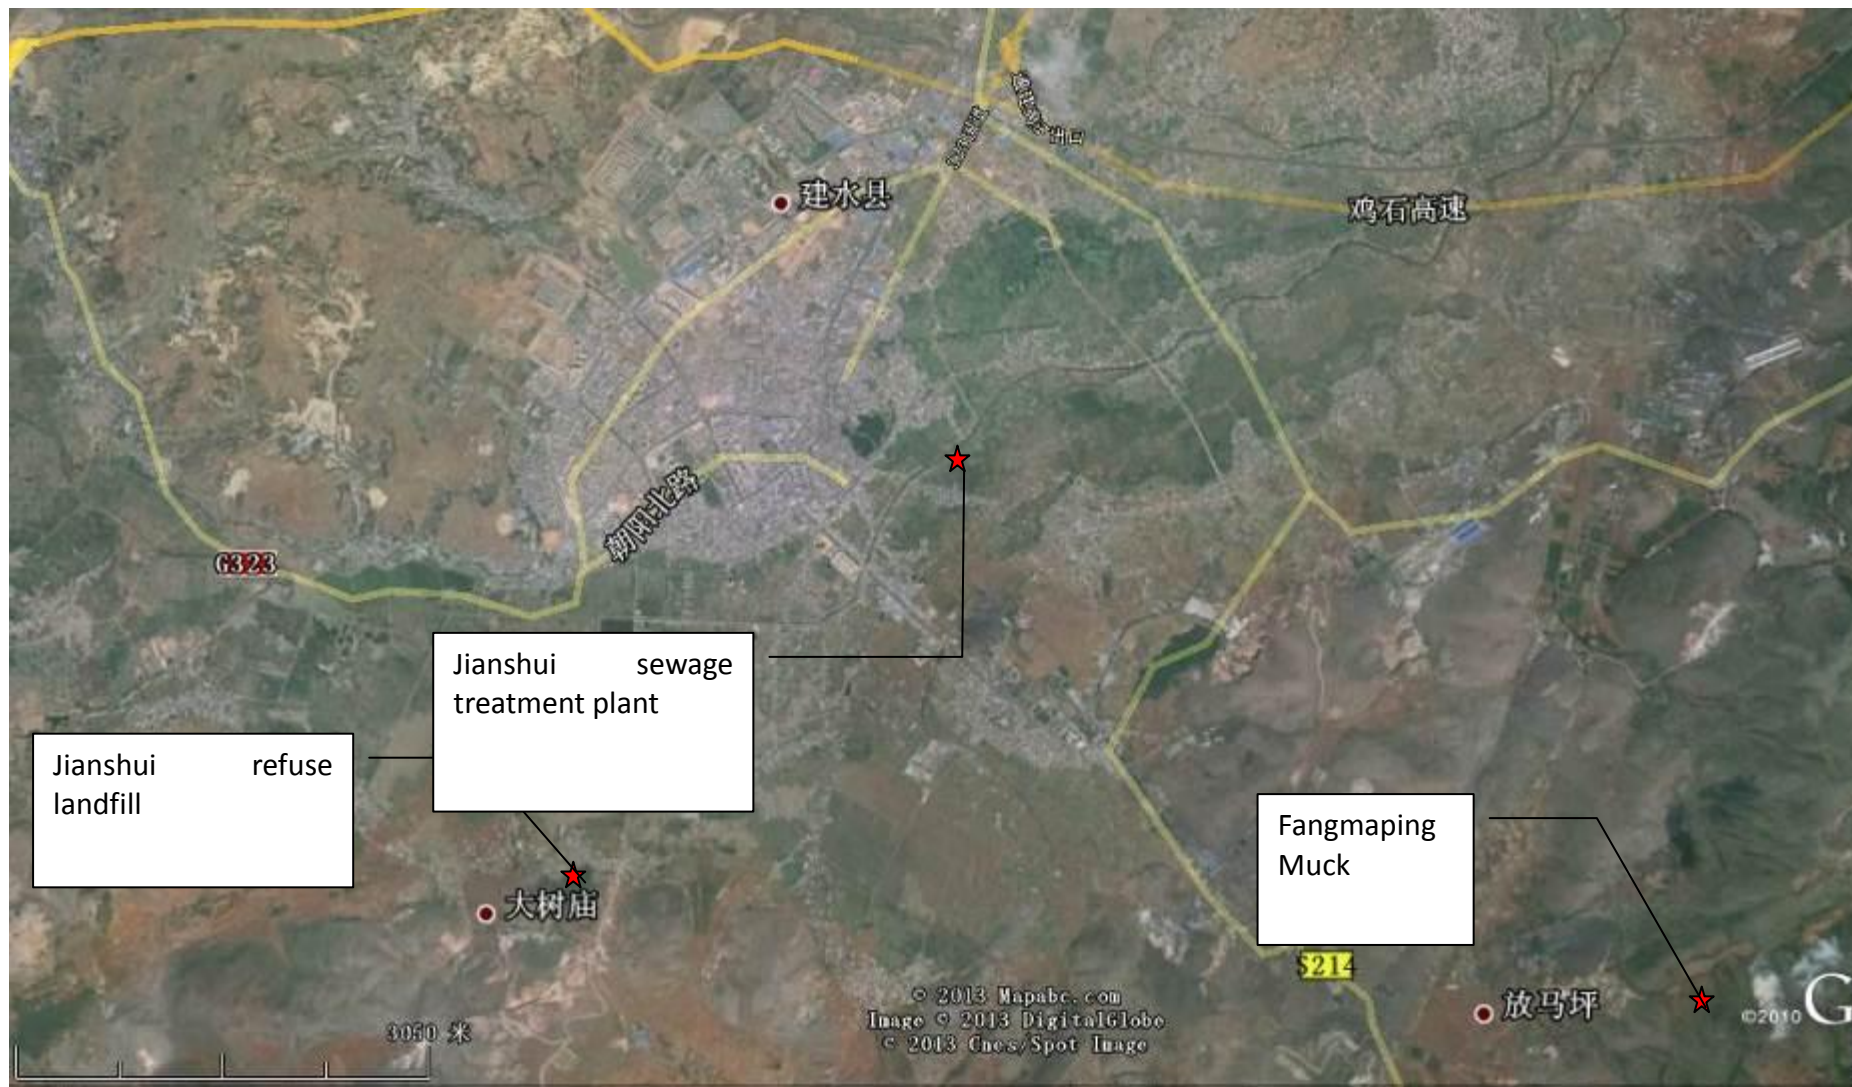 出口
建水县
鸡石高速
朝阳北路
G323
Jianshui sewage
treatment plant
Jianshui refuse
landfill
Fangmaping
Muck
大树庙
S214
放马坪
© 2013 Mapabc.com
Image © 2013 DigitalGlobe
© 2013 Cnes/Spot Image
©2010 G
3050 米